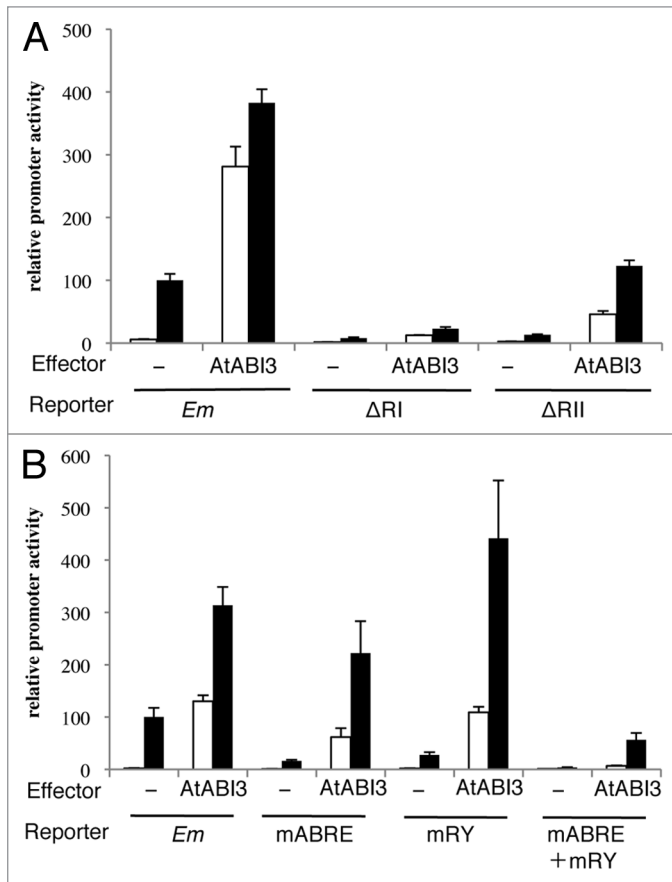 A
relative promoter activity
500
400
300
200
100
0
Effector – AtABI3 – AtABI3 – AtABI3
Reporter Em ΔRI ΔRII
B
relative promoter activity
600
500
400
300
200
100
0
Effector – AtABI3 – AtABI3 – AtABI3 – AtABI3
Reporter Em mABRE mRY mABRE
+mRY